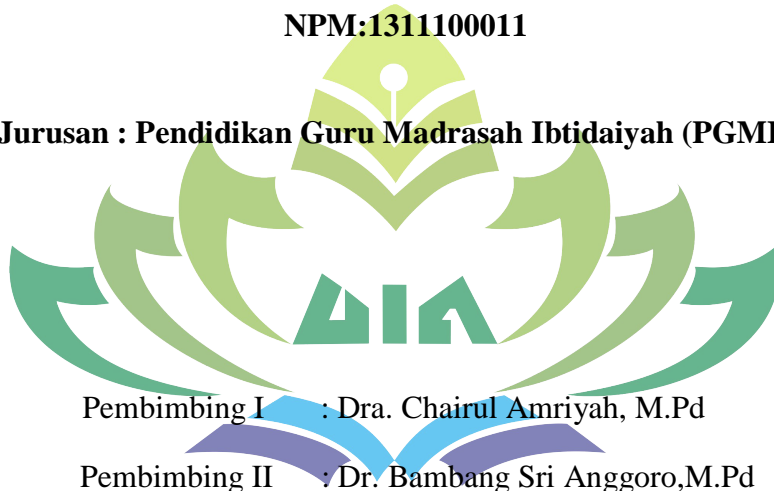 NPM:1311100011
Jurusan : Pendidikan Guru Madrasah Ibtidaiyah (PGMI
UIN
Pembimbing I : Dra. Chairul Amriyah, M.Pd
Pembimbing II : Dr. Bambang Sri Anggoro,M.Pd